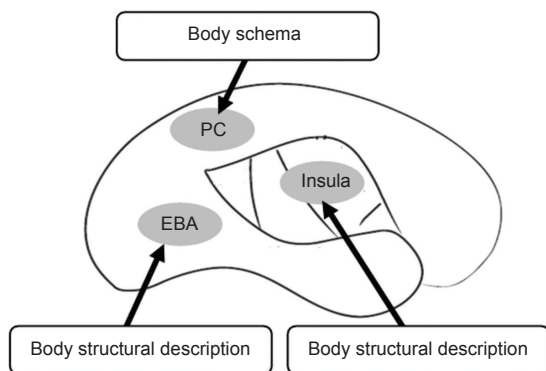 Body schema
PC
Insula
EBA
Body structural description
Body structural description